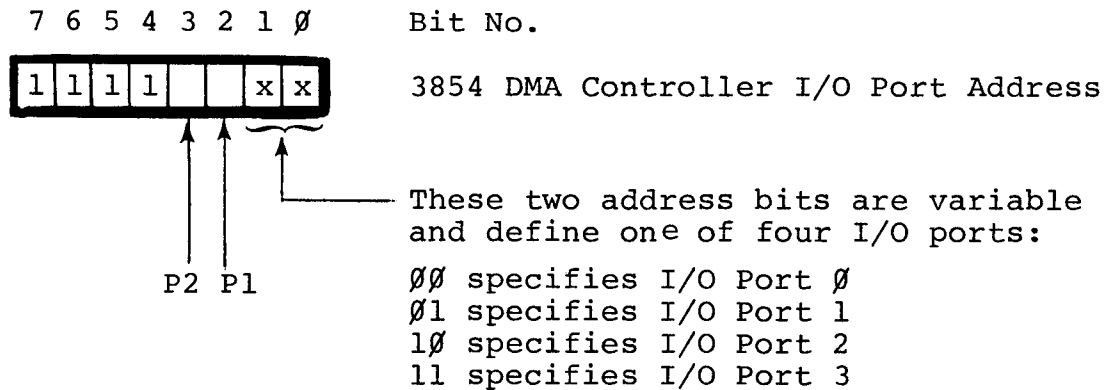 7 6 5 4 3 2 1 Ø Bit No.
1 1 1 1 x x 3854 DMA Controller I/O Port Address
These two address bits are variable
and define one of four I/O ports:
P2 P1
ØØ specifies I/O Port Ø
Ø1 specifies I/O Port 1
1Ø specifies I/O Port 2
11 specifies I/O Port 3